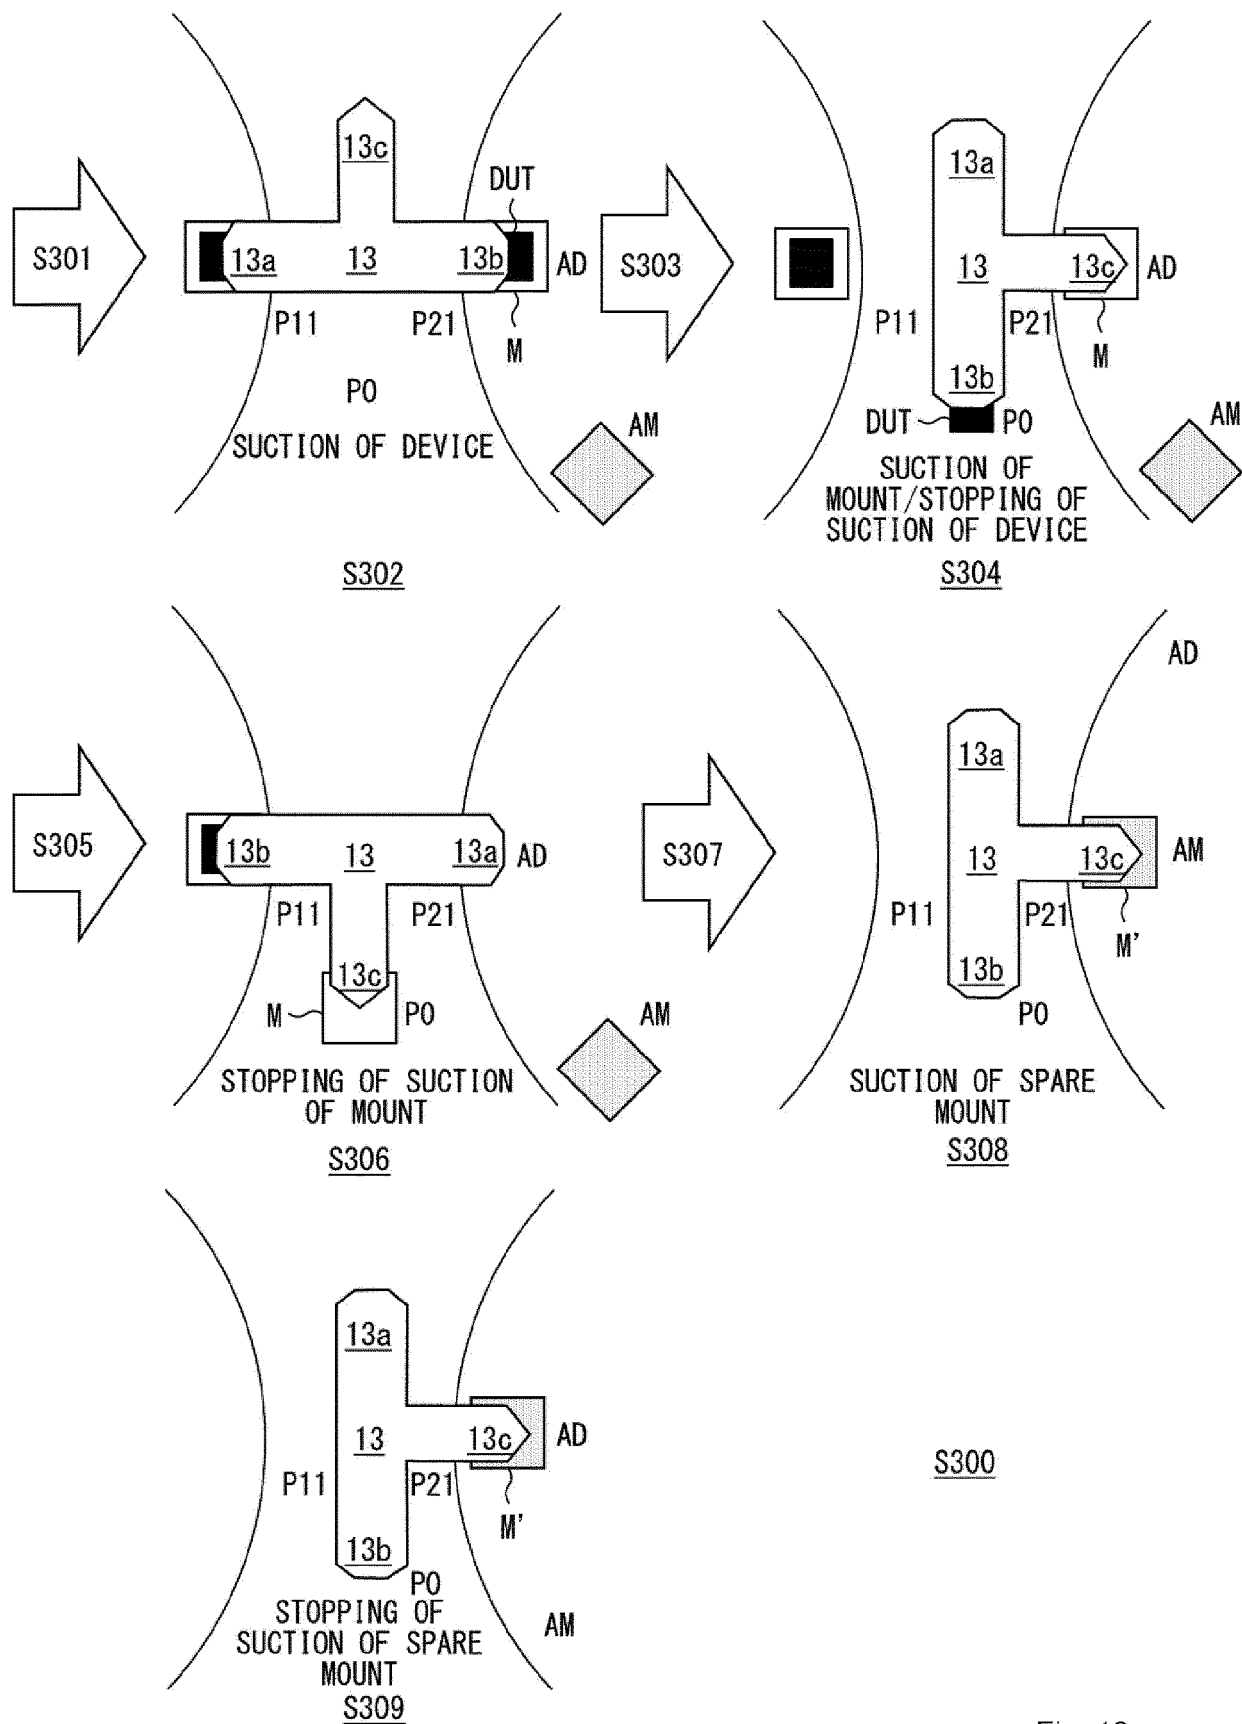 S301
13c
DUT
13a
13
13b
AD
P11
P21
M
P0
AM
SUCTION OF DEVICE
S302
S303
13a
13
13c
AD
P11
P21
M
13b
DUT
P0
AM
SUCTION OF
MOUNT/STOPPING OF
SUCTION OF DEVICE
S304
S305
13b
13
13a
AD
P11
P21
13c
M
P0
AM
STOPPING OF SUCTION
OF MOUNT
S306
S307
AD
13a
13
13c
AM
P11
P21
M'
13b
P0
SUCTION OF SPARE
MOUNT
S308
13a
13
13c
AD
P11
P21
M'
13b
P0
STOPPING OF
SUCTION OF SPARE
MOUNT
AM
S309
S300